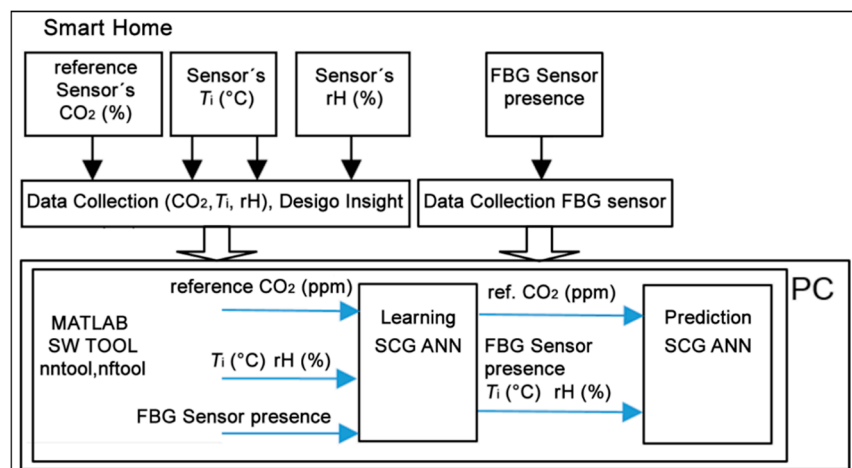 Smart Home
reference
Sensor´s
CO₂ (%)
Sensor´s
Ti (°C)
Sensor´s
rH (%)
FBG Sensor
presence
Data Collection (CO₂,Ti, rH), Desigo Insight
Data Collection FBG sensor
PC
MATLAB
SW TOOL
nntool,nftool
reference CO₂ (ppm)
Ti (°C) rH (%)
FBG Sensor presence
Learning
SCG ANN
ref. CO₂ (ppm)
FBG Sensor
presence
Ti (°C) rH (%)
Prediction
SCG ANN